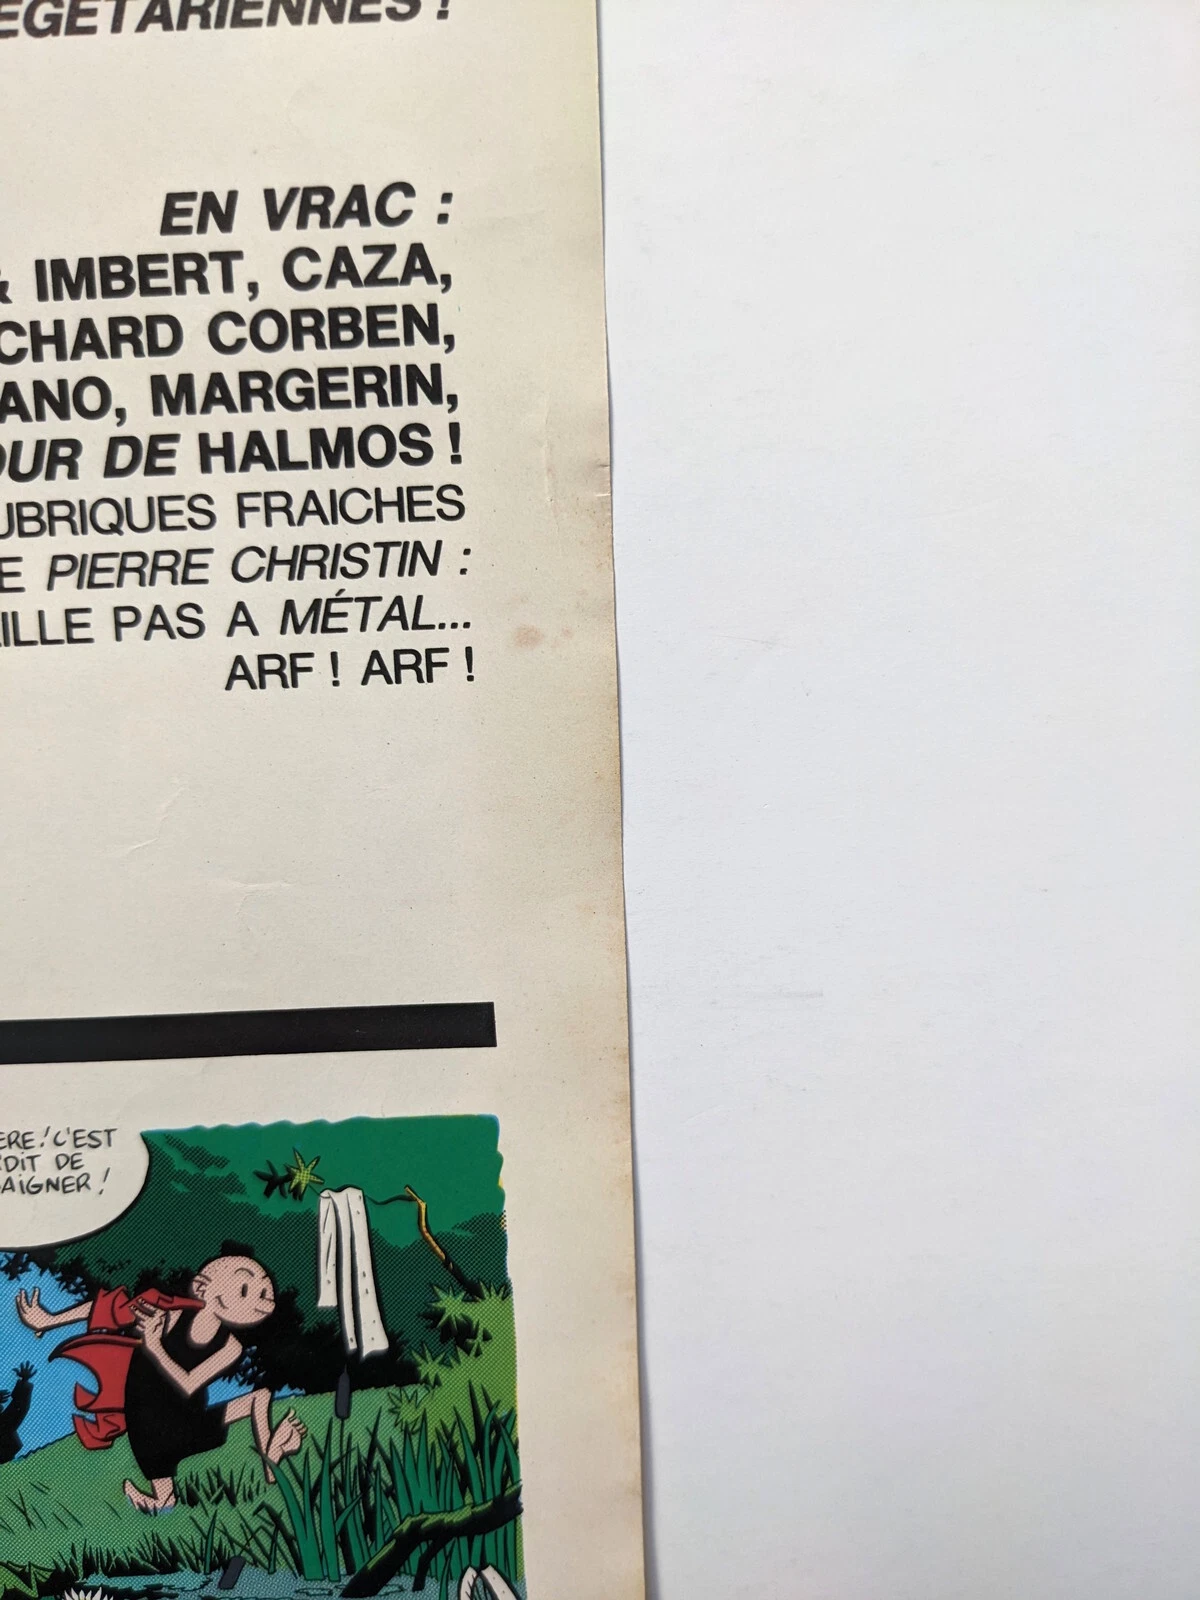 EGETARIENNES !
EN VRAC :
& IMBERT, CAZA,
CHARD CORBEN,
ANO, MARGERIN,
OUR DE HALMOS !
UBRIQUES FRAICHES
E PIERRE CHRISTIN :
ILLE PAS A MÉTAL...
ARF ! ARF !
ÈRE! C'EST
DIT DE
AIGNER!